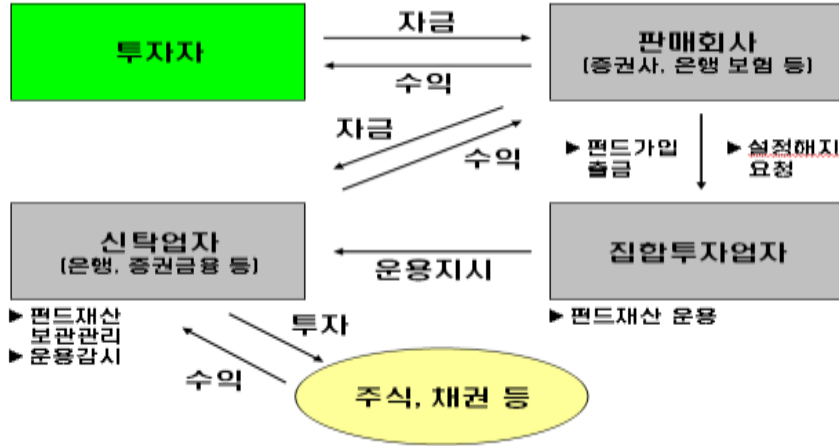 투자자
자금
수익
판매회사
(증권사, 은행 보험 등)
자금
수익
▶ 펀드가입
출금
▶ 설정해지
요청
신탁업자
(은행, 증권금융 등)
운용지시
집합투자업자
▶ 펀드재산
보관관리
▶ 운용감시
투자
수익
▶ 펀드재산 운용
주식, 채권 등